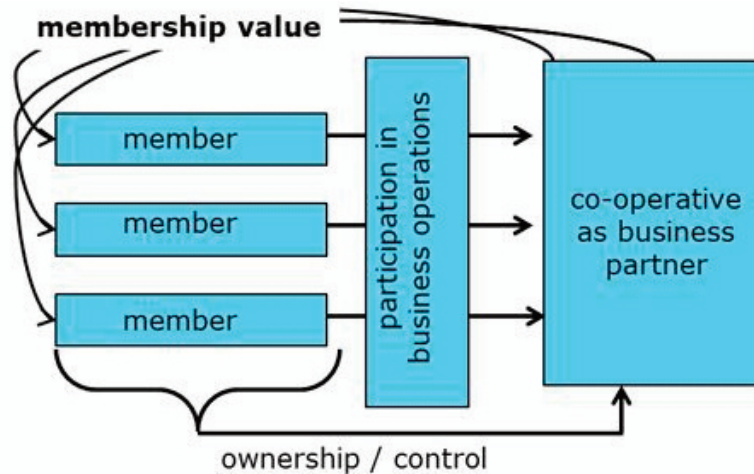 membership value
member
member
member
participation in
business operations
co-operative
as business
partner
ownership / control